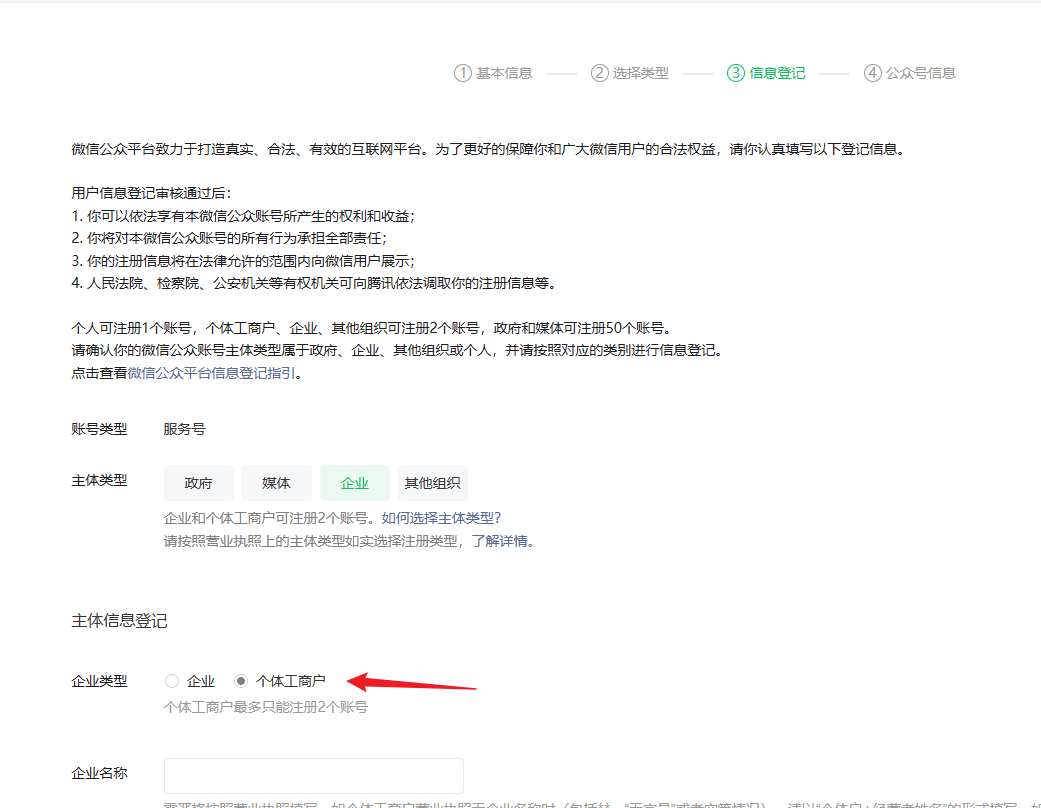 ① 基本信息 ② 选择类型 ③ 信息登记 ④ 公众号信息
微信公众平台致力于打造真实、合法、有效的互联网平台。为了更好的保障你和广大微信用户的合法权益，请你认真填写以下登记信息。
用户信息登记审核通过后：
1. 你可以依法享有本微信公众账号所产生的权利和收益；
2. 你将对本微信公众账号的所有行为承担全部责任；
3. 你的注册信息将在法律允许的范围内向微信用户展示；
4. 人民法院、检察院、公安机关等有权机关可向腾讯依法调取你的注册信息等。
个人可注册1个账号，个体工商户、企业、其他组织可注册2个账号，政府和媒体可注册50个账号。
请确认你的微信公众账号主体类型属于政府、企业、其他组织或个人，并请按照对应的类别进行信息登记。
点击查看微信公众平台信息登记指引。
账号类型 服务号
主体类型 政府 媒体 企业 其他组织
企业和个体工商户可注册2个账号。如何选择主体类型？
请按照营业执照上的主体类型如实选择注册类型，了解详情。
主体信息登记
企业类型 企业 个体工商户
个体工商户最多只能注册2个账号
企业名称